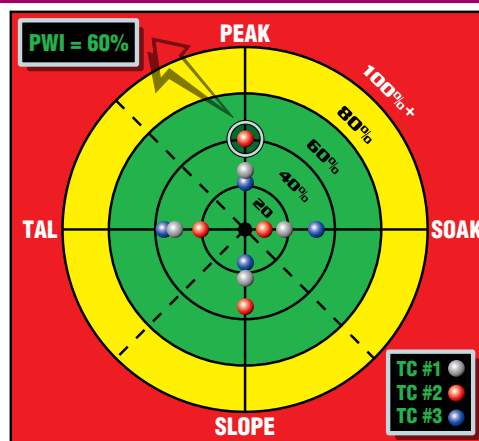 PWI = 60%
PEAK
100%+
80%
60%
40%
20
TAL
SOAK
SLOPE
TC #1
TC #2
TC #3